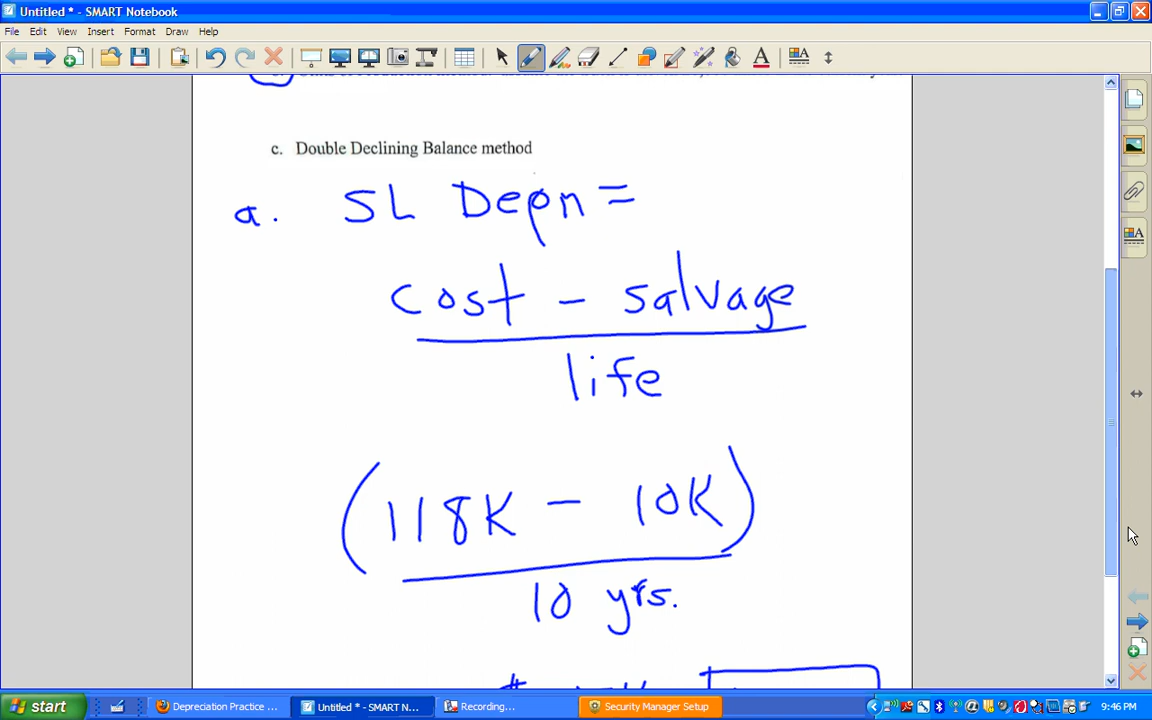 Untitled * - SMART Notebook
File Edit View Insert Format Draw Help
c. Double Declining Balance method
a. SL Depn =
cost - salvage
life
(118K - 10K)
10 yrs.
start
Depreciation Practice ...
Untitled * - SMART N...
Recording...
Security Manager Setup
9:46 PM